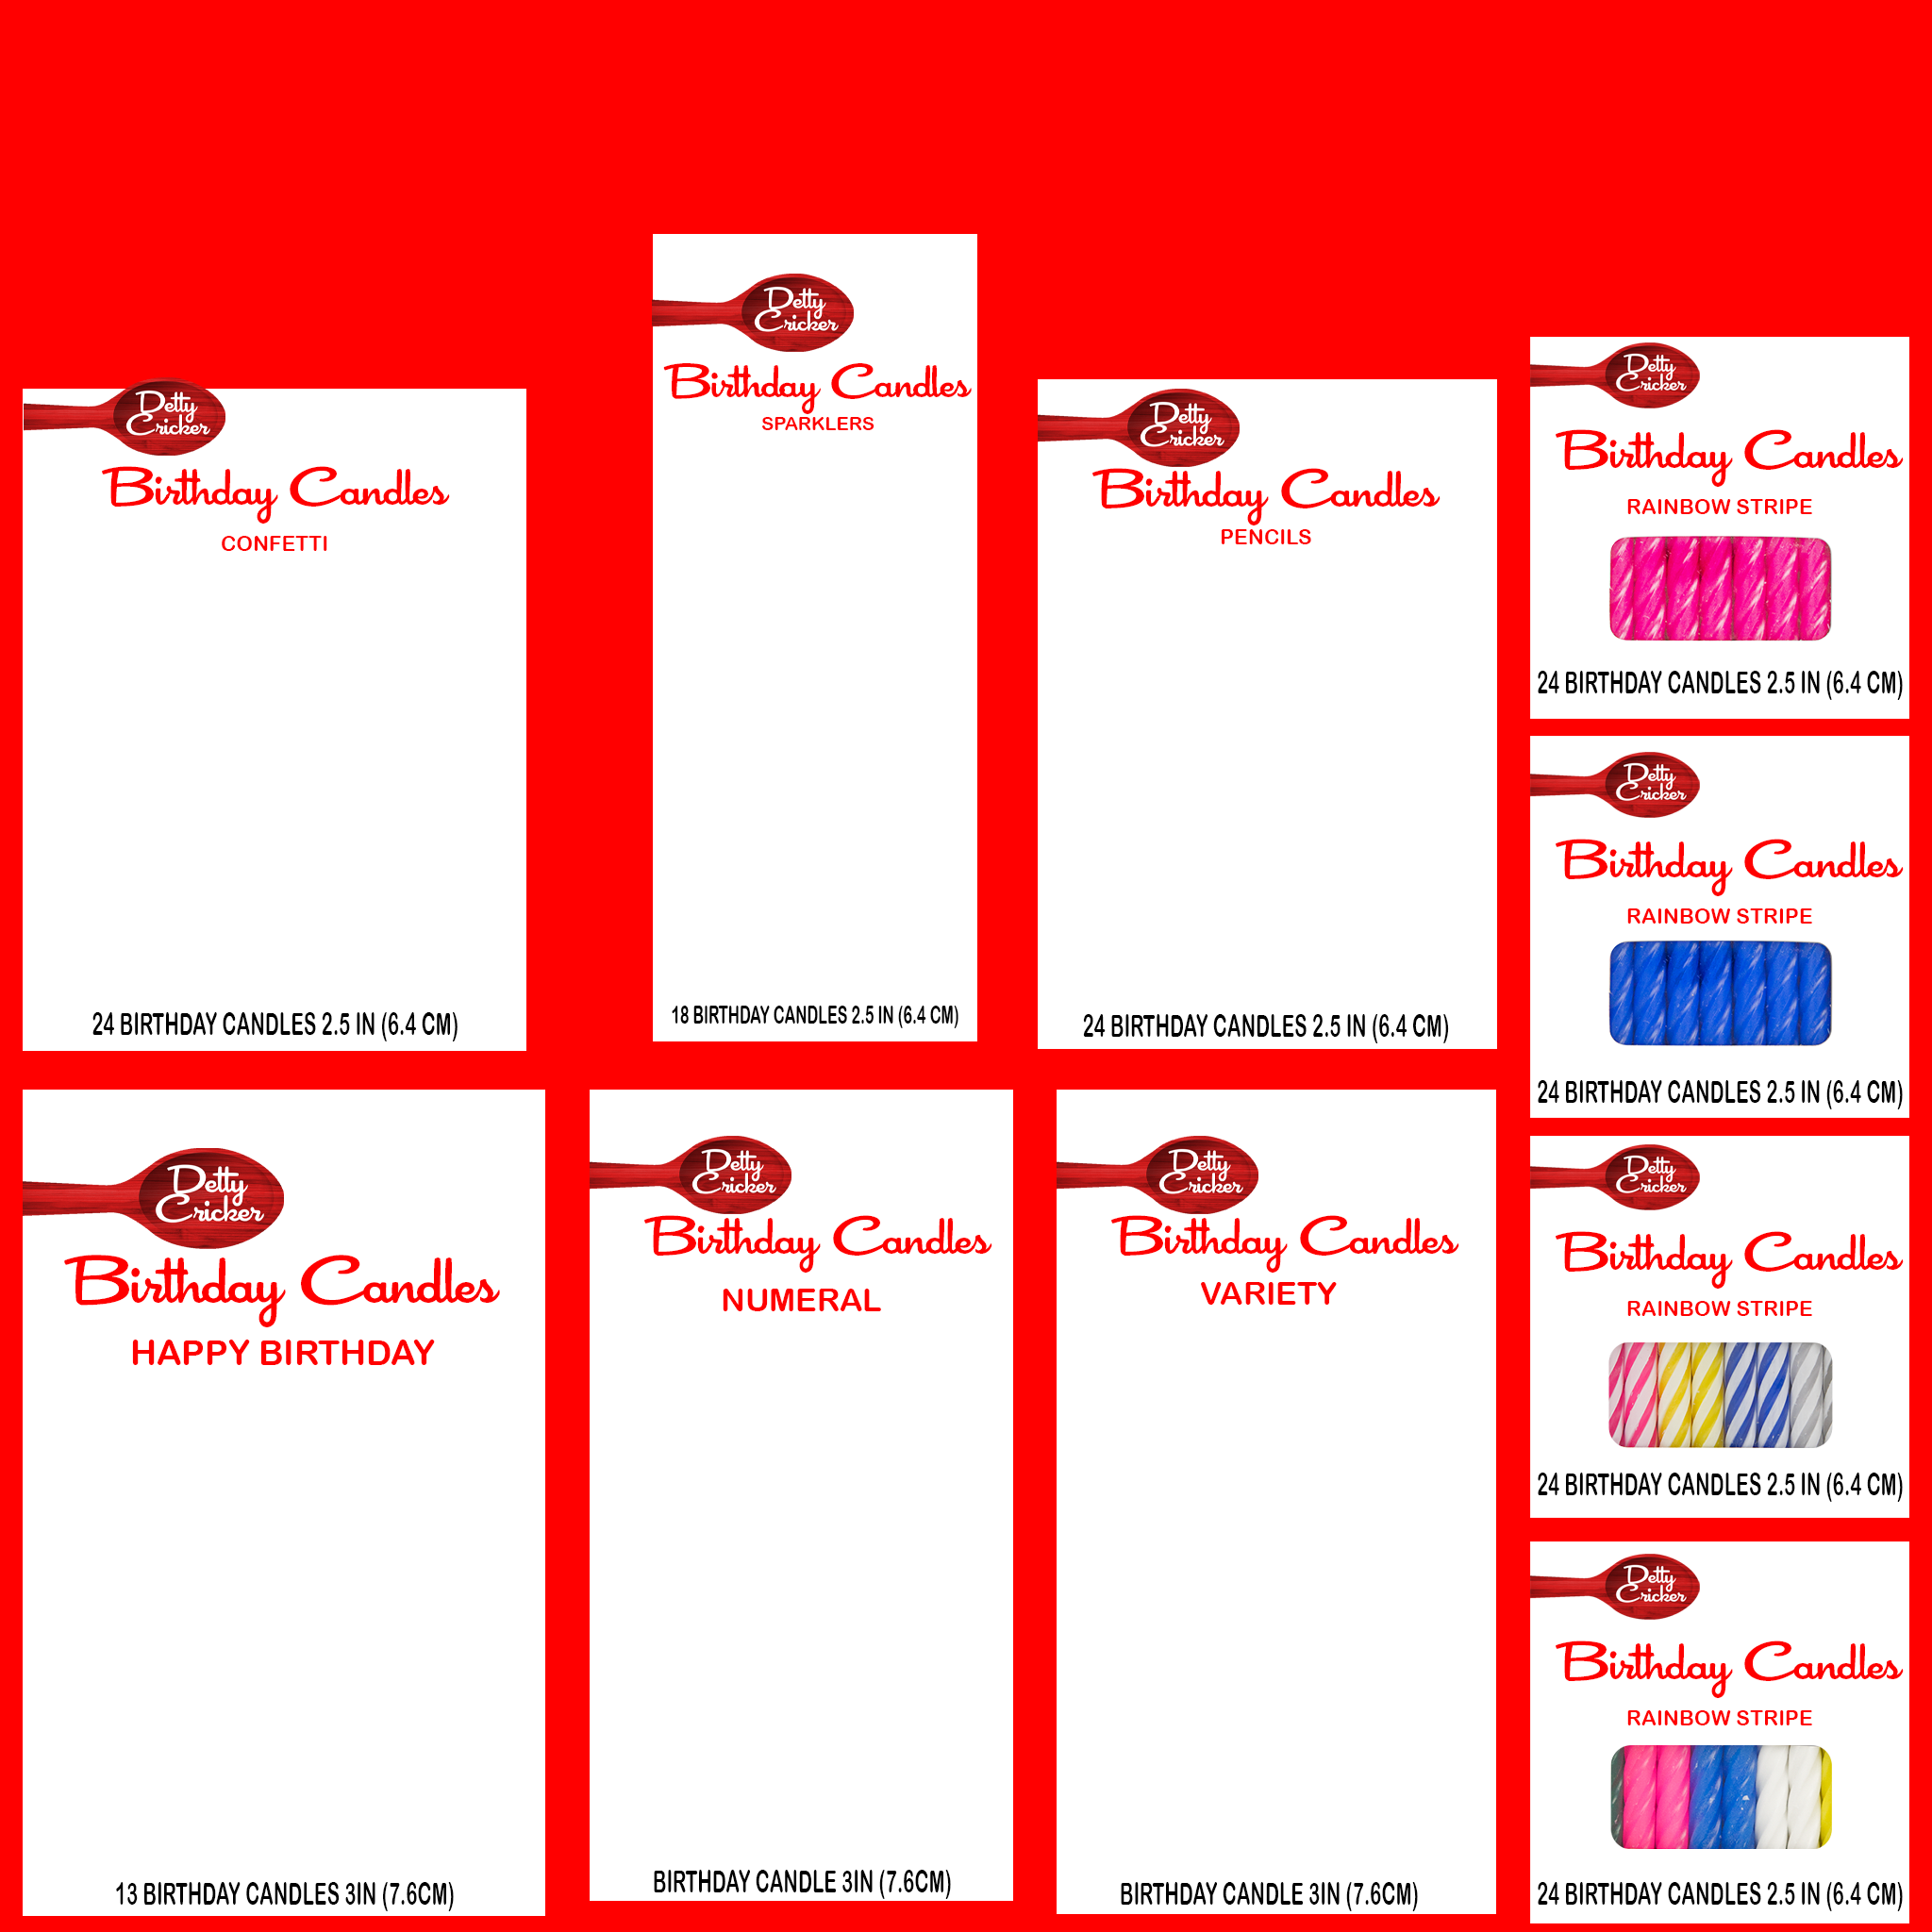 Detty
Cricker
Birthday Candles
CONFETTI
24 BIRTHDAY CANDLES 2.5 IN (6.4 CM)
Detty
Cricker
Birthday Candles
SPARKLERS
18 BIRTHDAY CANDLES 2.5 IN (6.4 CM)
Detty
Cricker
Birthday Candles
PENCILS
24 BIRTHDAY CANDLES 2.5 IN (6.4 CM)
Detty
Cricker
Birthday Candles
RAINBOW STRIPE
24 BIRTHDAY CANDLES 2.5 IN (6.4 CM)
Detty
Cricker
Birthday Candles
RAINBOW STRIPE
24 BIRTHDAY CANDLES 2.5 IN (6.4 CM)
Detty
Cricker
Birthday Candles
HAPPY BIRTHDAY
13 BIRTHDAY CANDLES 3IN (7.6CM)
Detty
Cricker
Birthday Candles
NUMERAL
BIRTHDAY CANDLE 3IN (7.6CM)
Detty
Cricker
Birthday Candles
VARIETY
BIRTHDAY CANDLE 3IN (7.6CM)
Detty
Cricker
Birthday Candles
RAINBOW STRIPE
24 BIRTHDAY CANDLES 2.5 IN (6.4 CM)
Detty
Cricker
Birthday Candles
RAINBOW STRIPE
24 BIRTHDAY CANDLES 2.5 IN (6.4 CM)